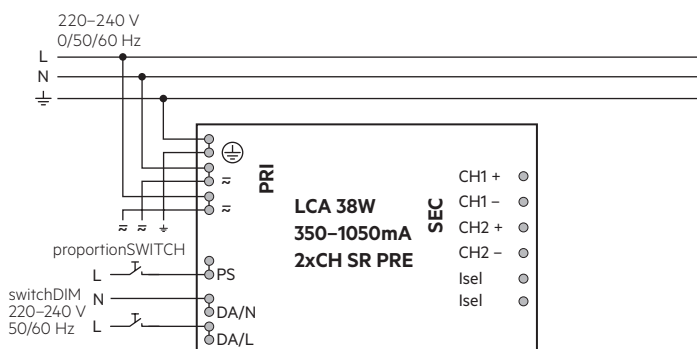 220–240 V
0/50/60 Hz
L
N
PRI
LCA 38W
350–1050mA
2xCH SR PRE
SEC
CH1 +
CH1 –
CH2 +
CH2 –
Isel
Isel
proportionSWITCH
L
PS
switchDIM
220–240 V
50/60 Hz
N
DA/N
L
DA/L